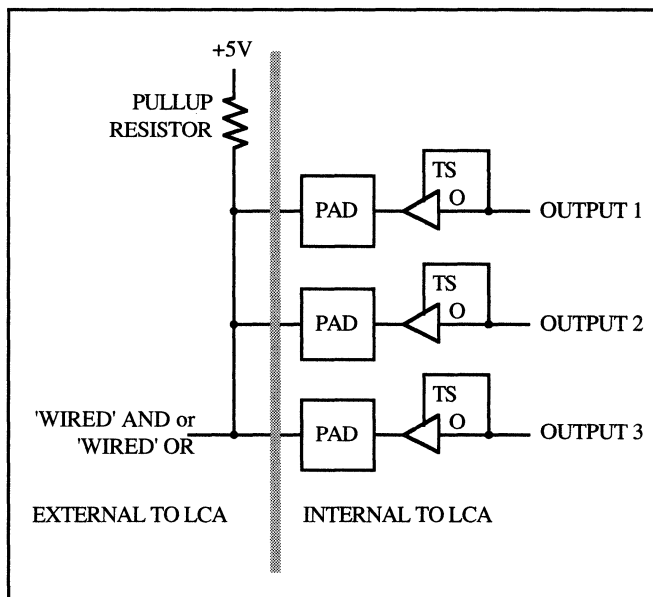 +5V
PULLUP
RESISTOR
TS
PAD
O
OUTPUT 1
TS
PAD
O
OUTPUT 2
TS
PAD
O
OUTPUT 3
'WIRED' AND or
'WIRED' OR
EXTERNAL TO LCA
INTERNAL TO LCA